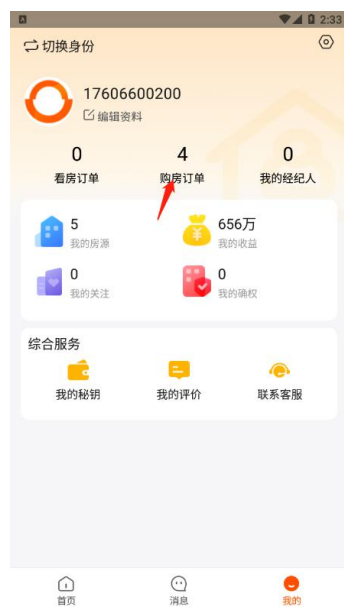 2:33
切换身份
17606600200
编辑资料
0
4
0
看房订单
购房订单
我的经纪人
5
我的房源
656万
我的收益
0
我的关注
0
我的确权
综合服务
我的秘钥
我的评价
联系客服
首页
消息
我的